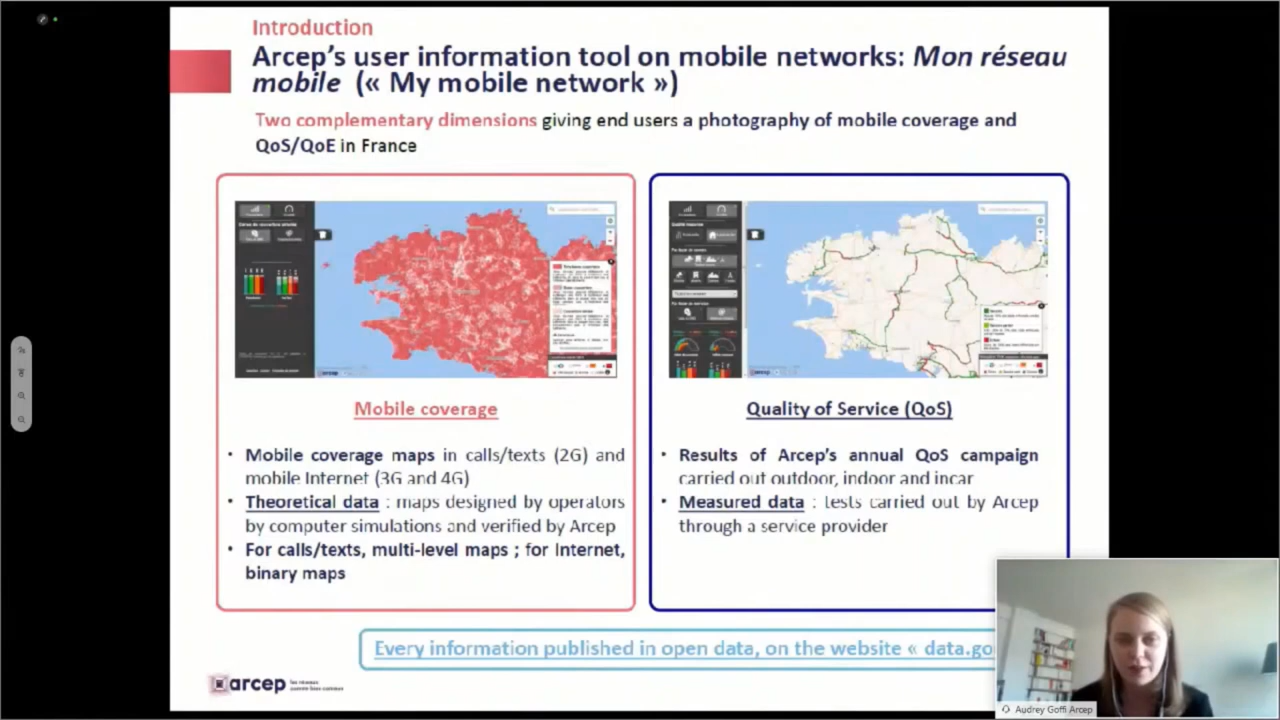 Introduction
Arcep's user information tool on mobile networks: Mon réseau
mobile (« My mobile network »)
Two complementary dimensions giving end users a photography of mobile coverage and
QoS/QoE in France
Mobile coverage
• Mobile coverage maps in calls/texts (2G) and
mobile Internet (3G and 4G)
• Theoretical data : maps designed by operators
by computer simulations and verified by Arcep
• For calls/texts, multi-level maps ; for Internet,
binary maps
Quality of Service (QoS)
• Results of Arcep's annual QoS campaign
carried out outdoor, indoor and incar
• Measured data : tests carried out by Arcep
through a service provider
Every information published in open data, on the website « data.go
arcep
Audrey Goffi Arcep